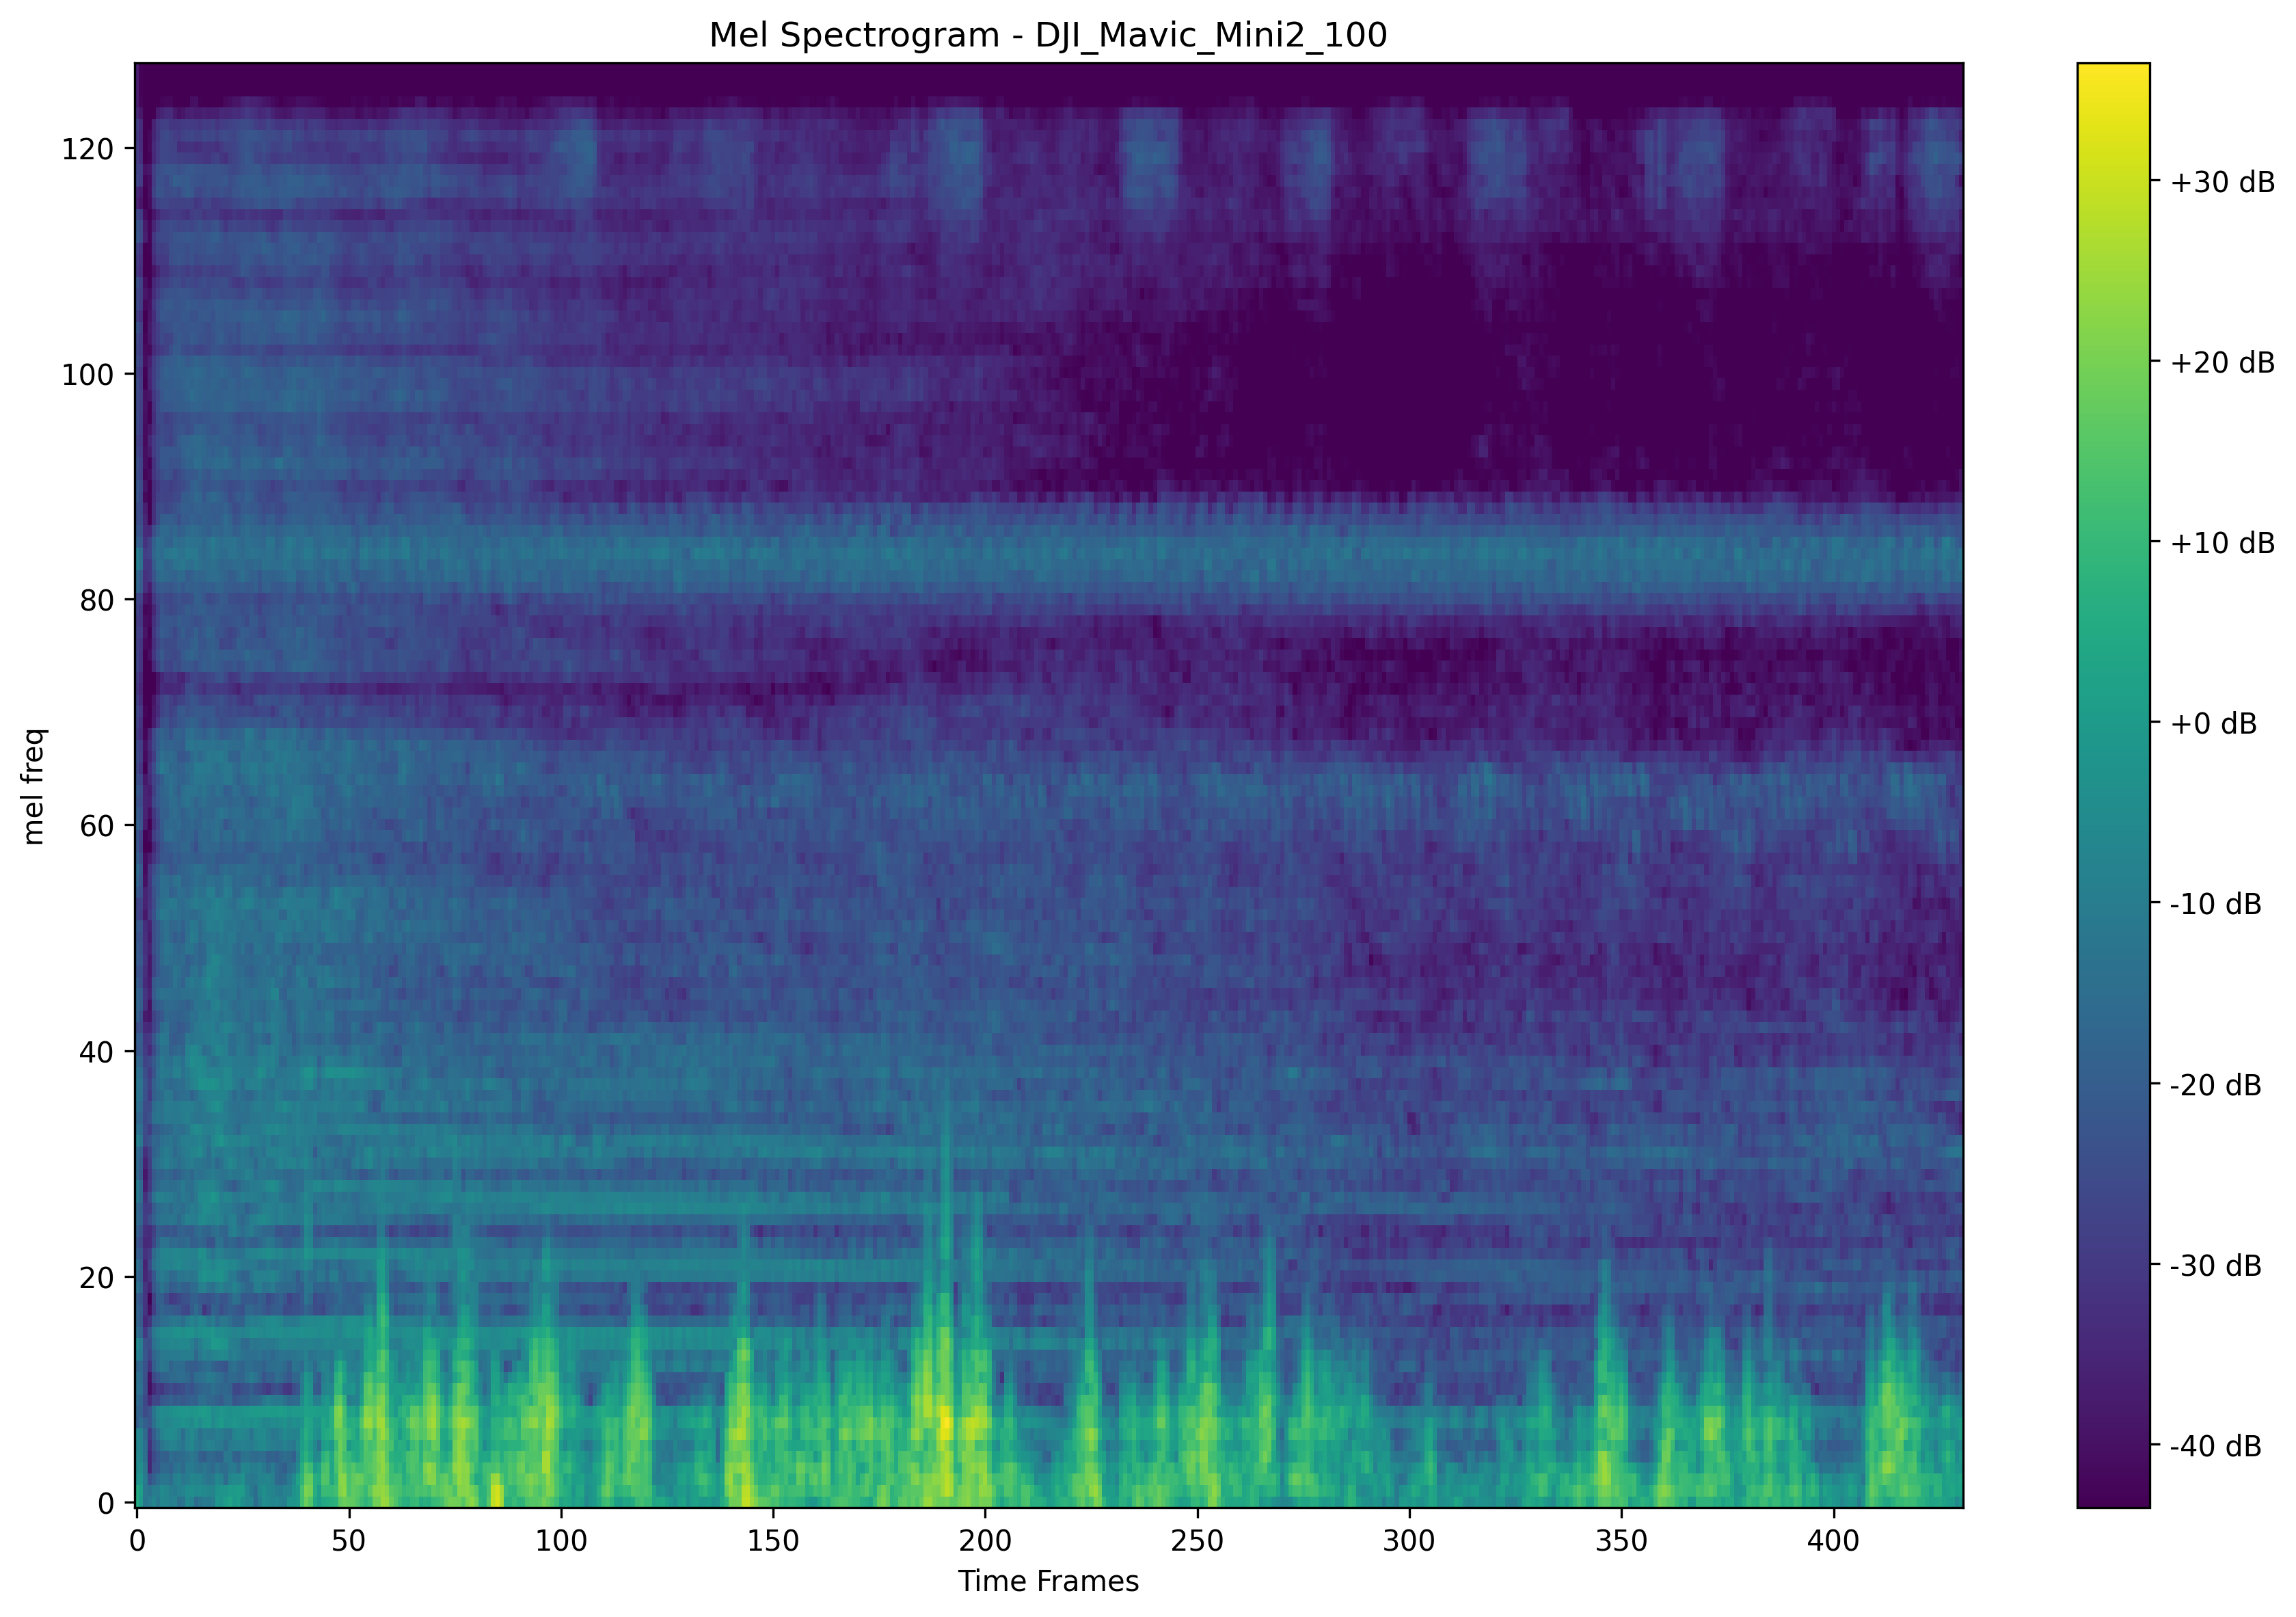 Mel Spectrogram - DJI_Mavic_Mini2_100
120
100
80
60
40
20
0
mel freq
0 50 100 150 200 250 300 350 400
Time Frames
+30 dB
+20 dB
+10 dB
+0 dB
-10 dB
-20 dB
-30 dB
-40 dB